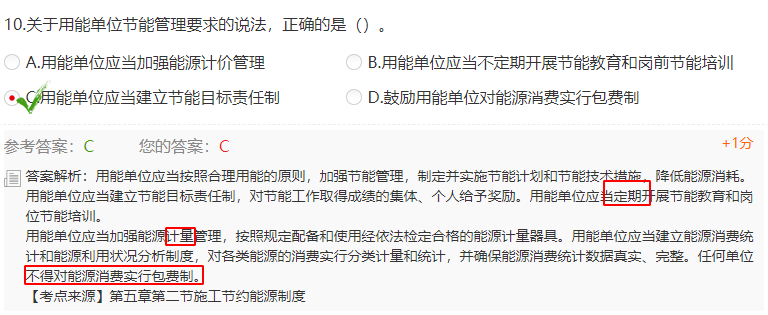 10.关于用能单位节能管理要求的说法，正确的是（）。
A.用能单位应当加强能源计价管理
B.用能单位应当不定期开展节能教育和岗前节能培训
C.用能单位应当建立节能目标责任制
D.鼓励用能单位对能源消费实行包费制
参考答案： C 您的答案： C +1分
答案解析：用能单位应当按照合理用能的原则，加强节能管理，制定并实施节能计划和节能技术措施，降低能源消耗。
用能单位应当建立节能目标责任制，对节能工作取得成绩的集体、个人给予奖励。用能单位应当定期开展节能教育和岗
位节能培训。
用能单位应当加强能源计量管理，按照规定配备和使用经依法检定合格的能源计量器具。用能单位应当建立能源消费统
计和能源利用状况分析制度，对各类能源的消费实行分类计量和统计，并确保能源消费统计数据真实、完整。任何单位
不得对能源消费实行包费制。
【考点来源】第五章第二节施工节约能源制度